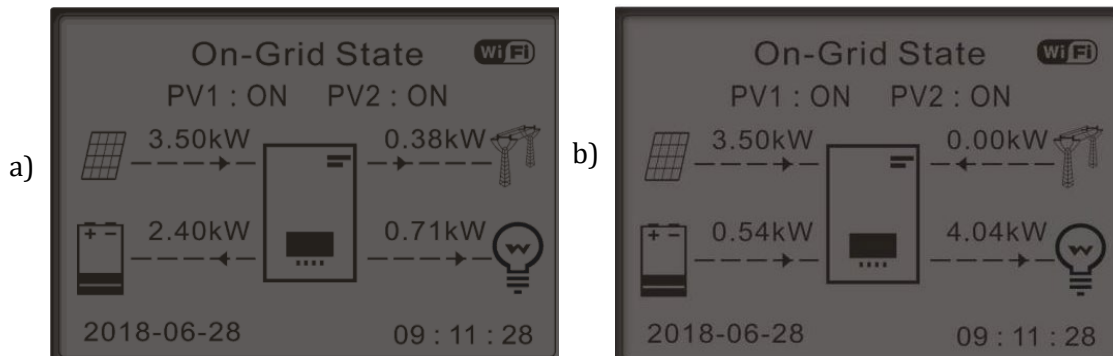 a)
On-Grid State WiFi
PV1 : ON PV2 : ON
3.50kW 0.38kW
+ − 2.40kW 0.71kW W
2018-06-28 09 : 11 : 28
b)
On-Grid State WiFi
PV1 : ON PV2 : ON
3.50kW 0.00kW
+ − 0.54kW 4.04kW W
2018-06-28 09 : 11 : 28